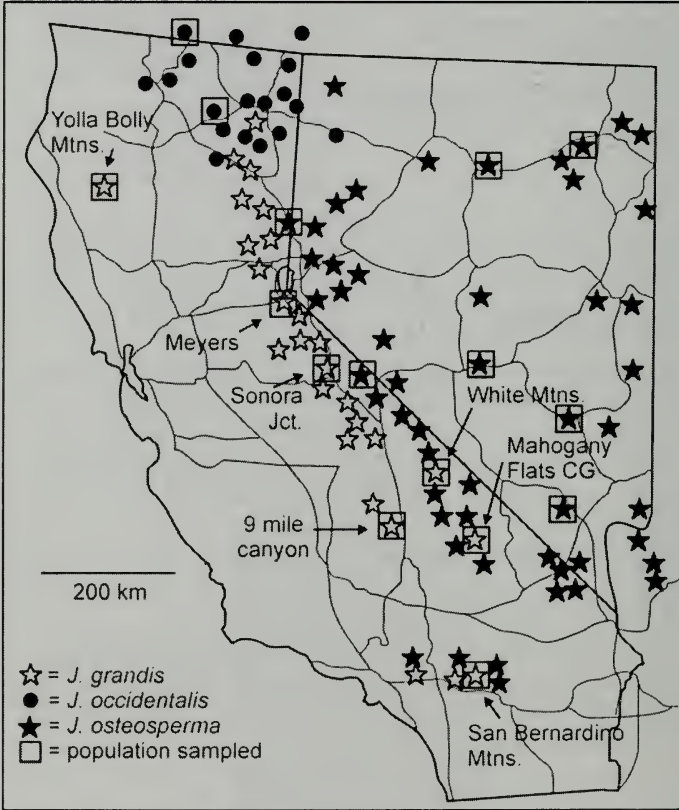 Yolla Bolly
Mtns.
Meyers
Sonora
Jct.
White Mtns.
Mahogany
Flats CG
9 mile
canyon
200 km
= J. grandis
= J. occidentalis
= J. osteosperma
= population sampled
San Bernardino
Mtns.